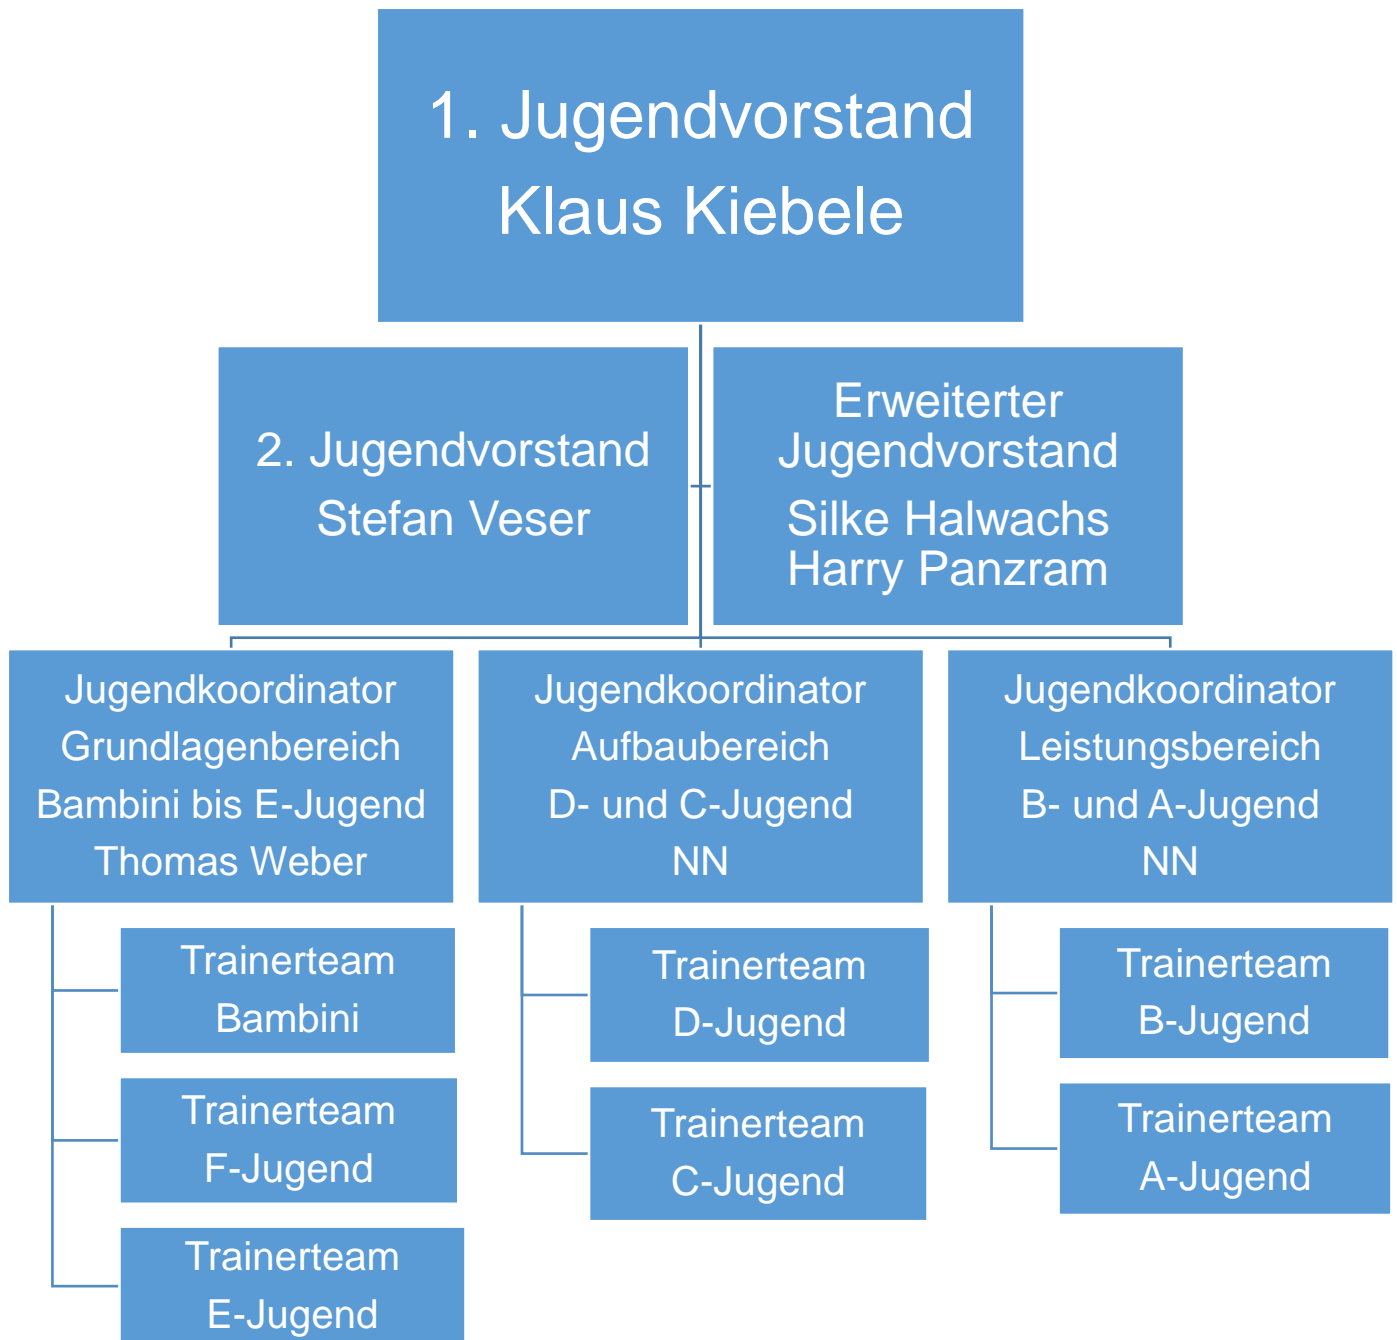 1. Jugendvorstand
Klaus Kiebele
2. Jugendvorstand
Stefan Veser
Erweiterter
Jugendvorstand
Silke Halwachs
Harry Panzram
Jugendkoordinator
Grundlagenbereich
Bambini bis E-Jugend
Thomas Weber
Jugendkoordinator
Aufbaubereich
D- und C-Jugend
NN
Jugendkoordinator
Leistungsbereich
B- und A-Jugend
NN
Trainerteam
Bambini
Trainerteam
F-Jugend
Trainerteam
E-Jugend
Trainerteam
D-Jugend
Trainerteam
C-Jugend
Trainerteam
B-Jugend
Trainerteam
A-Jugend